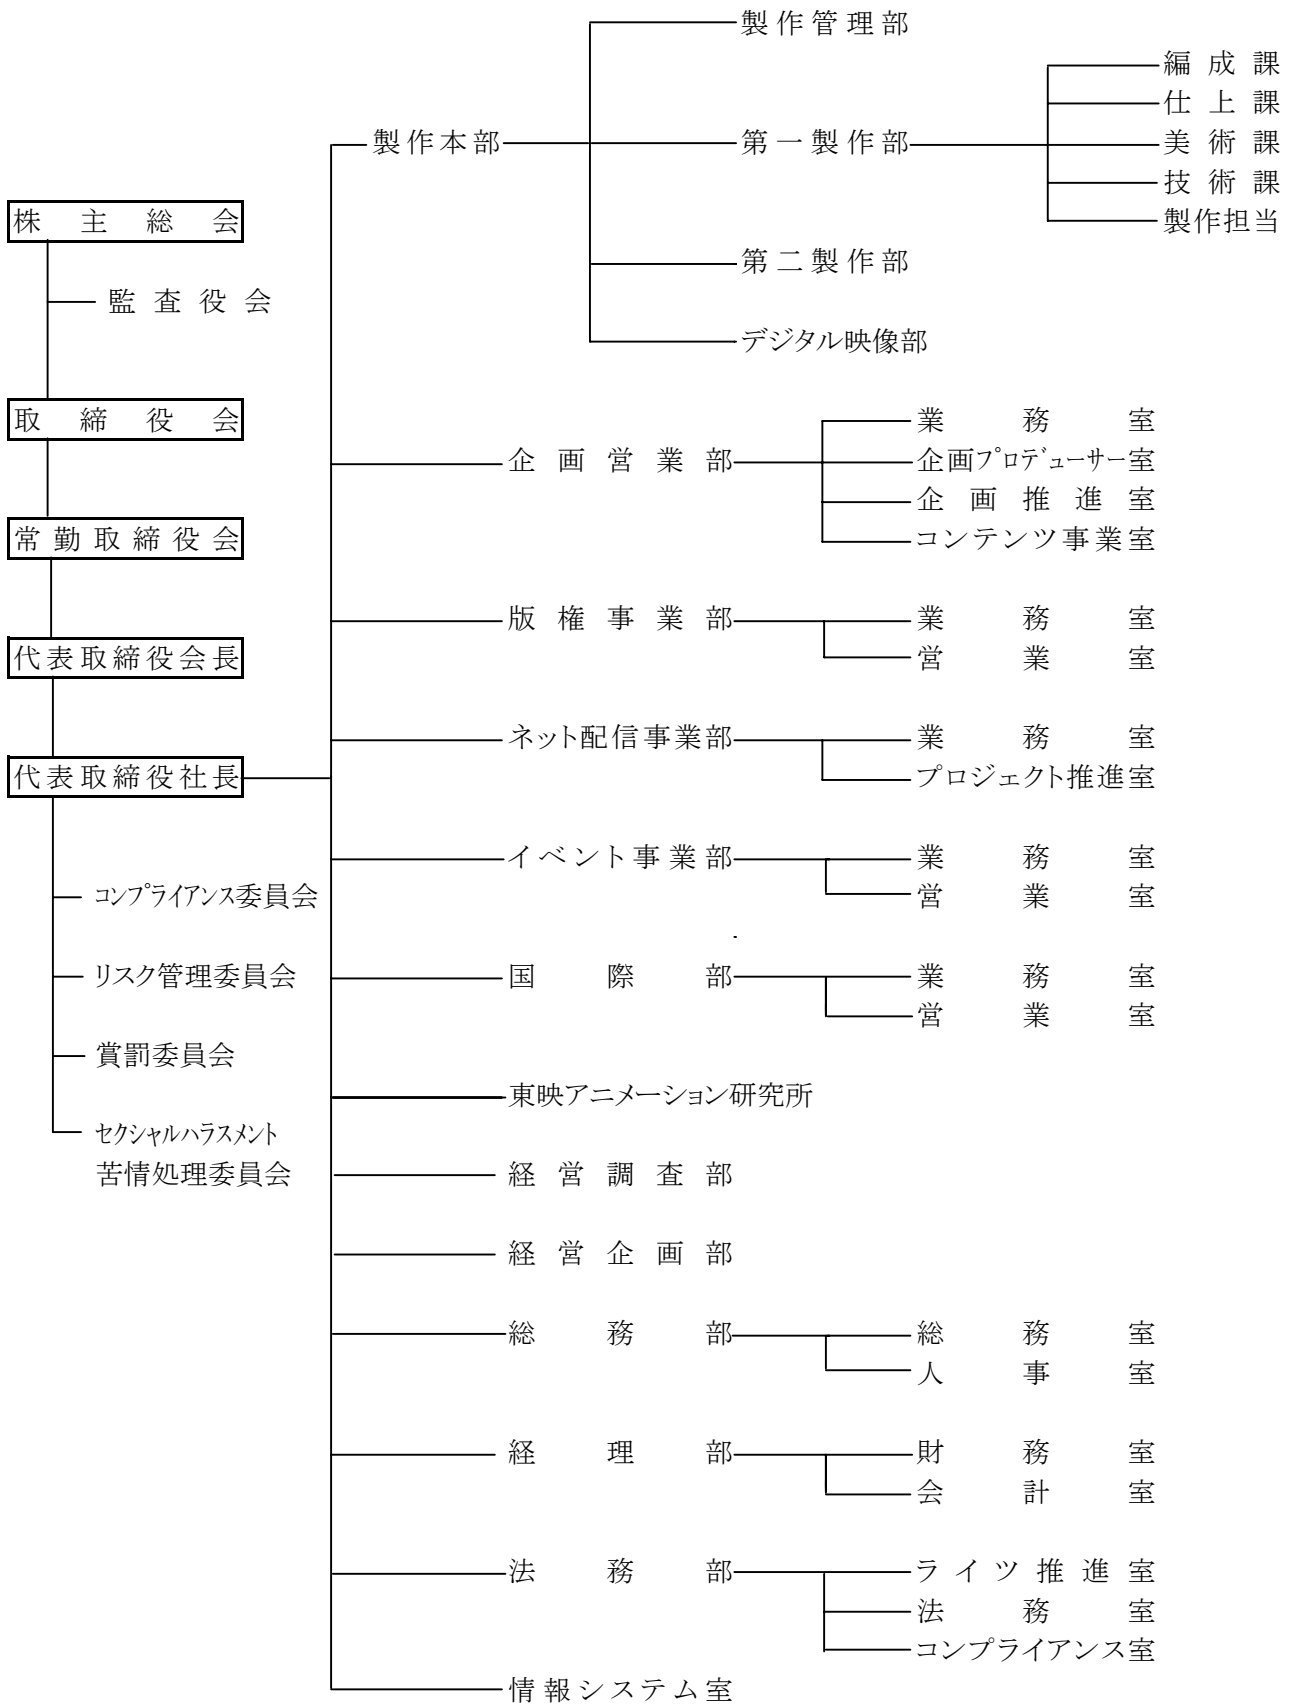 製作管理部
編成課
仕上課
製作本部
第一製作部
美術課
技術課
株主総会
製作担当
第二製作部
監査役会
デジタル映像部
取締役会
業務室
企画営業部
企画プロデューサー室
企画推進室
常勤取締役会
コンテンツ事業室
版権事業部
業務室
代表取締役会長
営業室
ネット配信事業部
業務室
代表取締役社長
プロジェクト推進室
イベント事業部
業務室
コンプライアンス委員会
営業室
リスク管理委員会
国際部
業務室
営業室
賞罰委員会
東映アニメーション研究所
セクシャルハラスメント
苦情処理委員会
経営調査部
経営企画部
総務部
総務室
人事室
経理部
財務室
会計室
法務部
ライツ推進室
法務室
コンプライアンス室
情報システム室